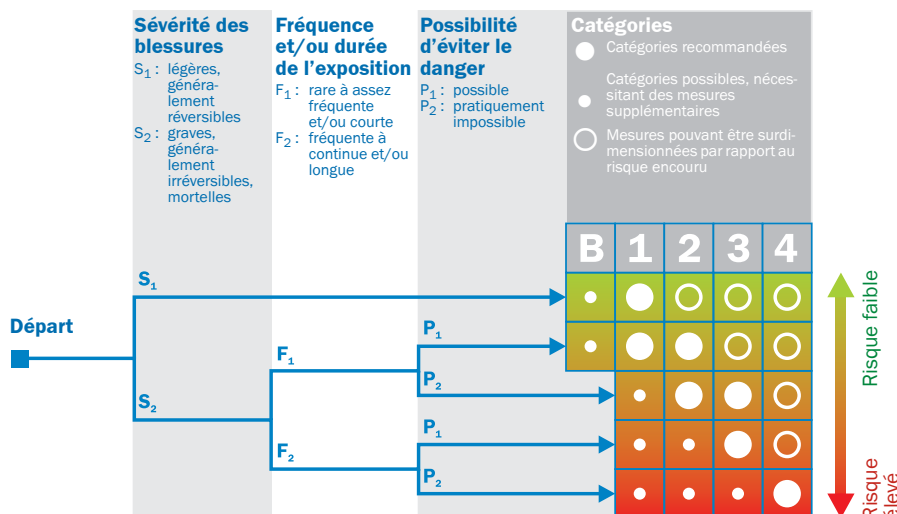 Sévérité des
blessures
S1 : légères,
généra-
lement
réversibles
S2 : graves,
généra-
lement
irréversibles,
mortelles
Fréquence
et/ou durée
de l'exposition
F1 : rare à assez
fréquente
et/ou courte
F2 : fréquente à
continue et/ou
longue
Possibilité
d'éviter le
danger
P1 : possible
P2 : pratiquement
impossible
Catégories
Catégories recommandées
Catégories possibles, néces-
sitant des mesures
supplémentaires
Mesures pouvant être surdi-
mensionnées par rapport au
risque encouru
B 1 2 3 4
Départ
S1
S2
F1
F2
P1
P2
P1
P2
Risque faible
Risque
élevé